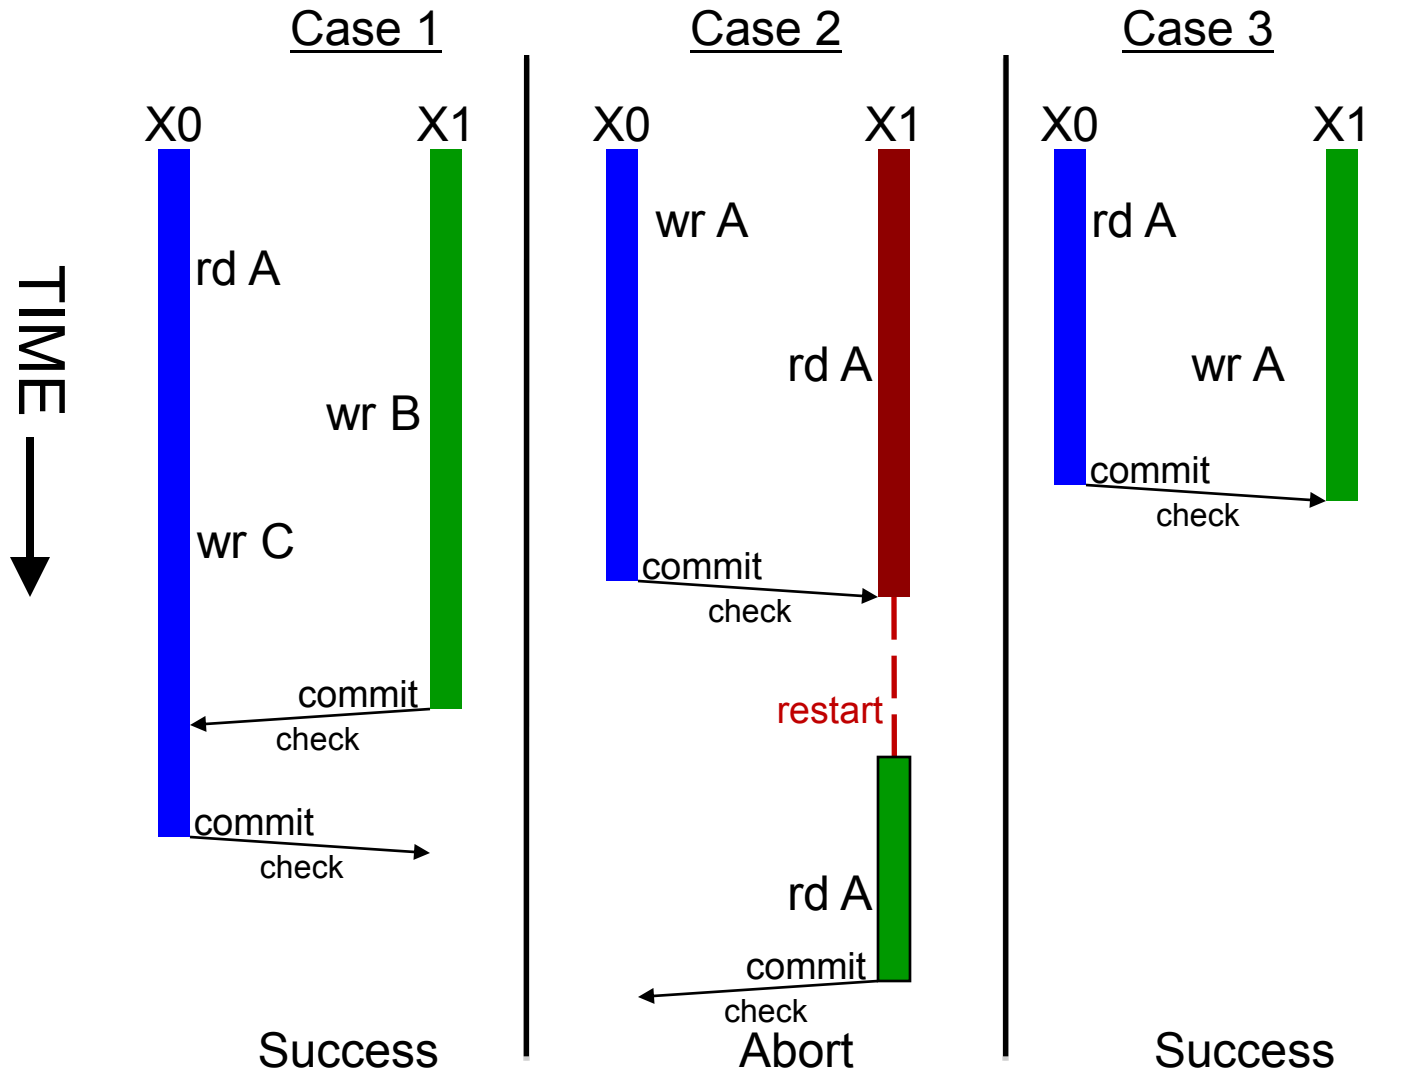 Case 1
Case 2
Case 3
X0
X1
X0
X1
X0
X1
TIME
rd A
wr B
wr C
commit
check
commit
check
Success
wr A
rd A
commit
check
restart
rd A
commit
check
Abort
rd A
wr A
commit
check
Success